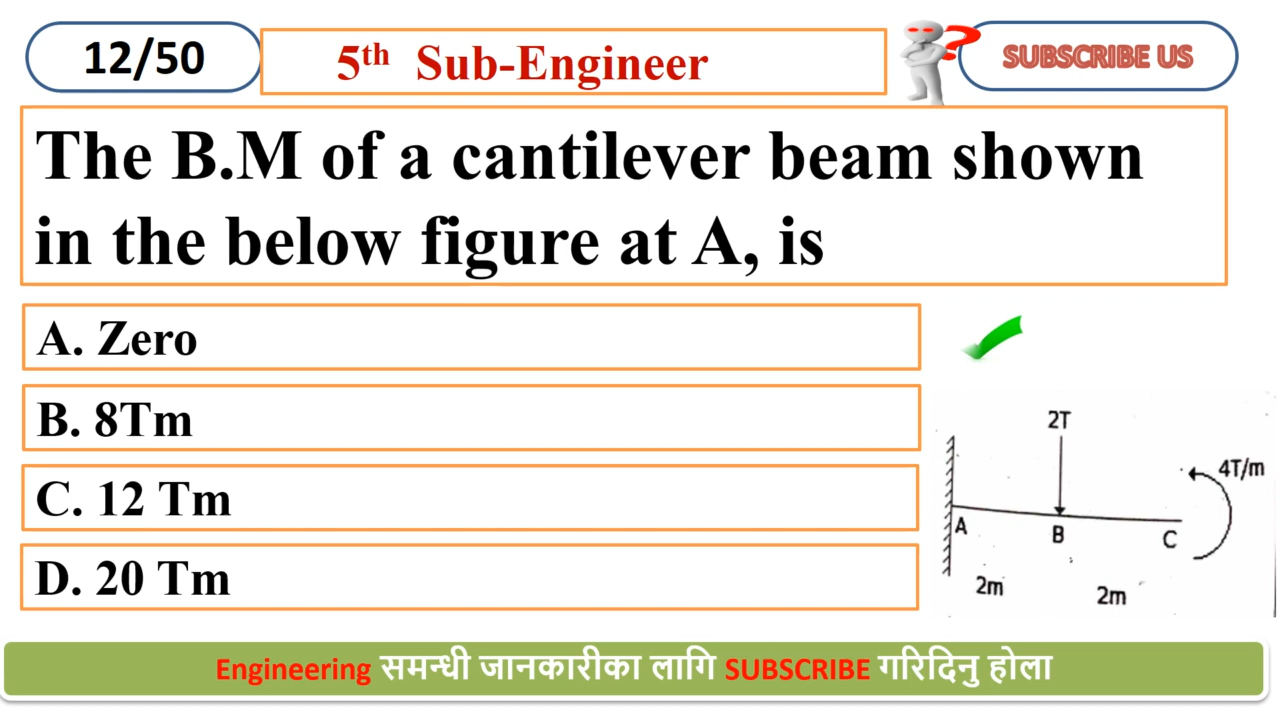 12/50
5th Sub-Engineer
SUBSCRIBE US
The B.M of a cantilever beam shown
in the below figure at A, is
A. Zero
B. 8Tm
C. 12 Tm
D. 20 Tm
2T
4T/m
A
B
C
2m
2m
Engineering सम्न्धी जानकारीका लागि SUBSCRIBE गरिदिनु होला